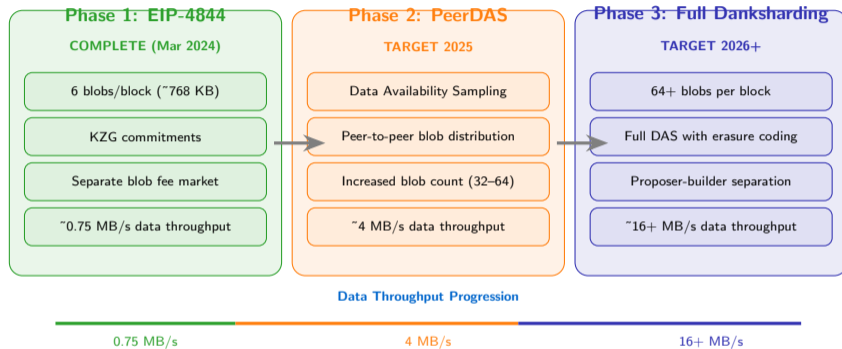 Phase 1: EIP-4844
COMPLETE (Mar 2024)
6 blobs/block (˜768 KB)
KZG commitments
Separate blob fee market
˜0.75 MB/s data throughput
Phase 2: PeerDAS
TARGET 2025
Data Availability Sampling
Peer-to-peer blob distribution
Increased blob count (32–64)
˜4 MB/s data throughput
Phase 3: Full Danksharding
TARGET 2026+
64+ blobs per block
Full DAS with erasure coding
Proposer-builder separation
˜16+ MB/s data throughput
Data Throughput Progression
0.75 MB/s
4 MB/s
16+ MB/s